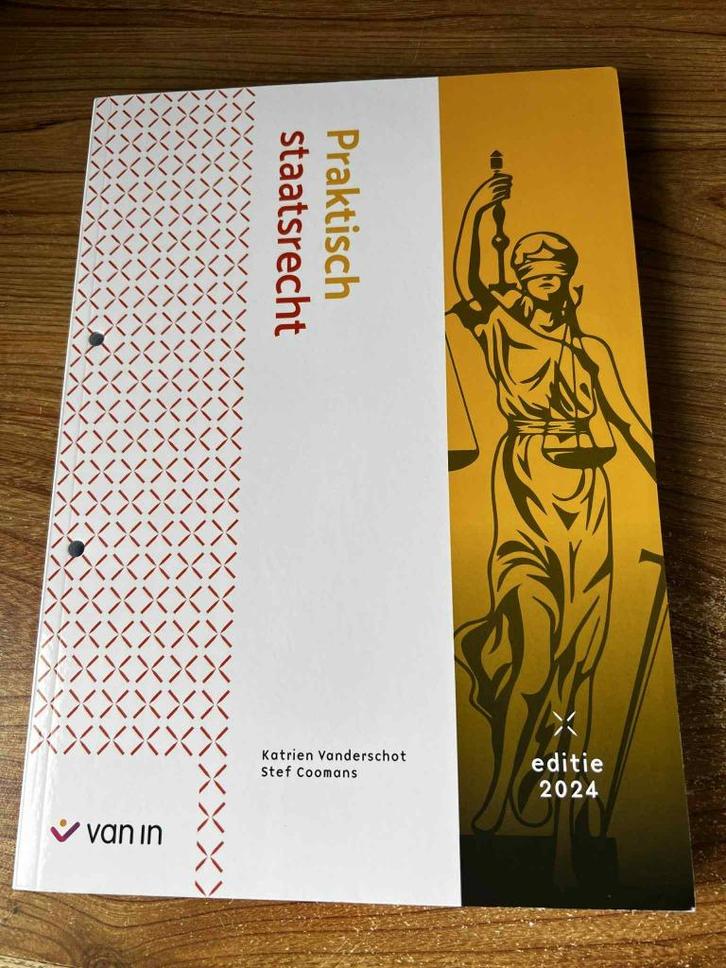 Praktisch
staatsrecht
Katrien Vanderschot
Stef Coomans
editie
2024
van in